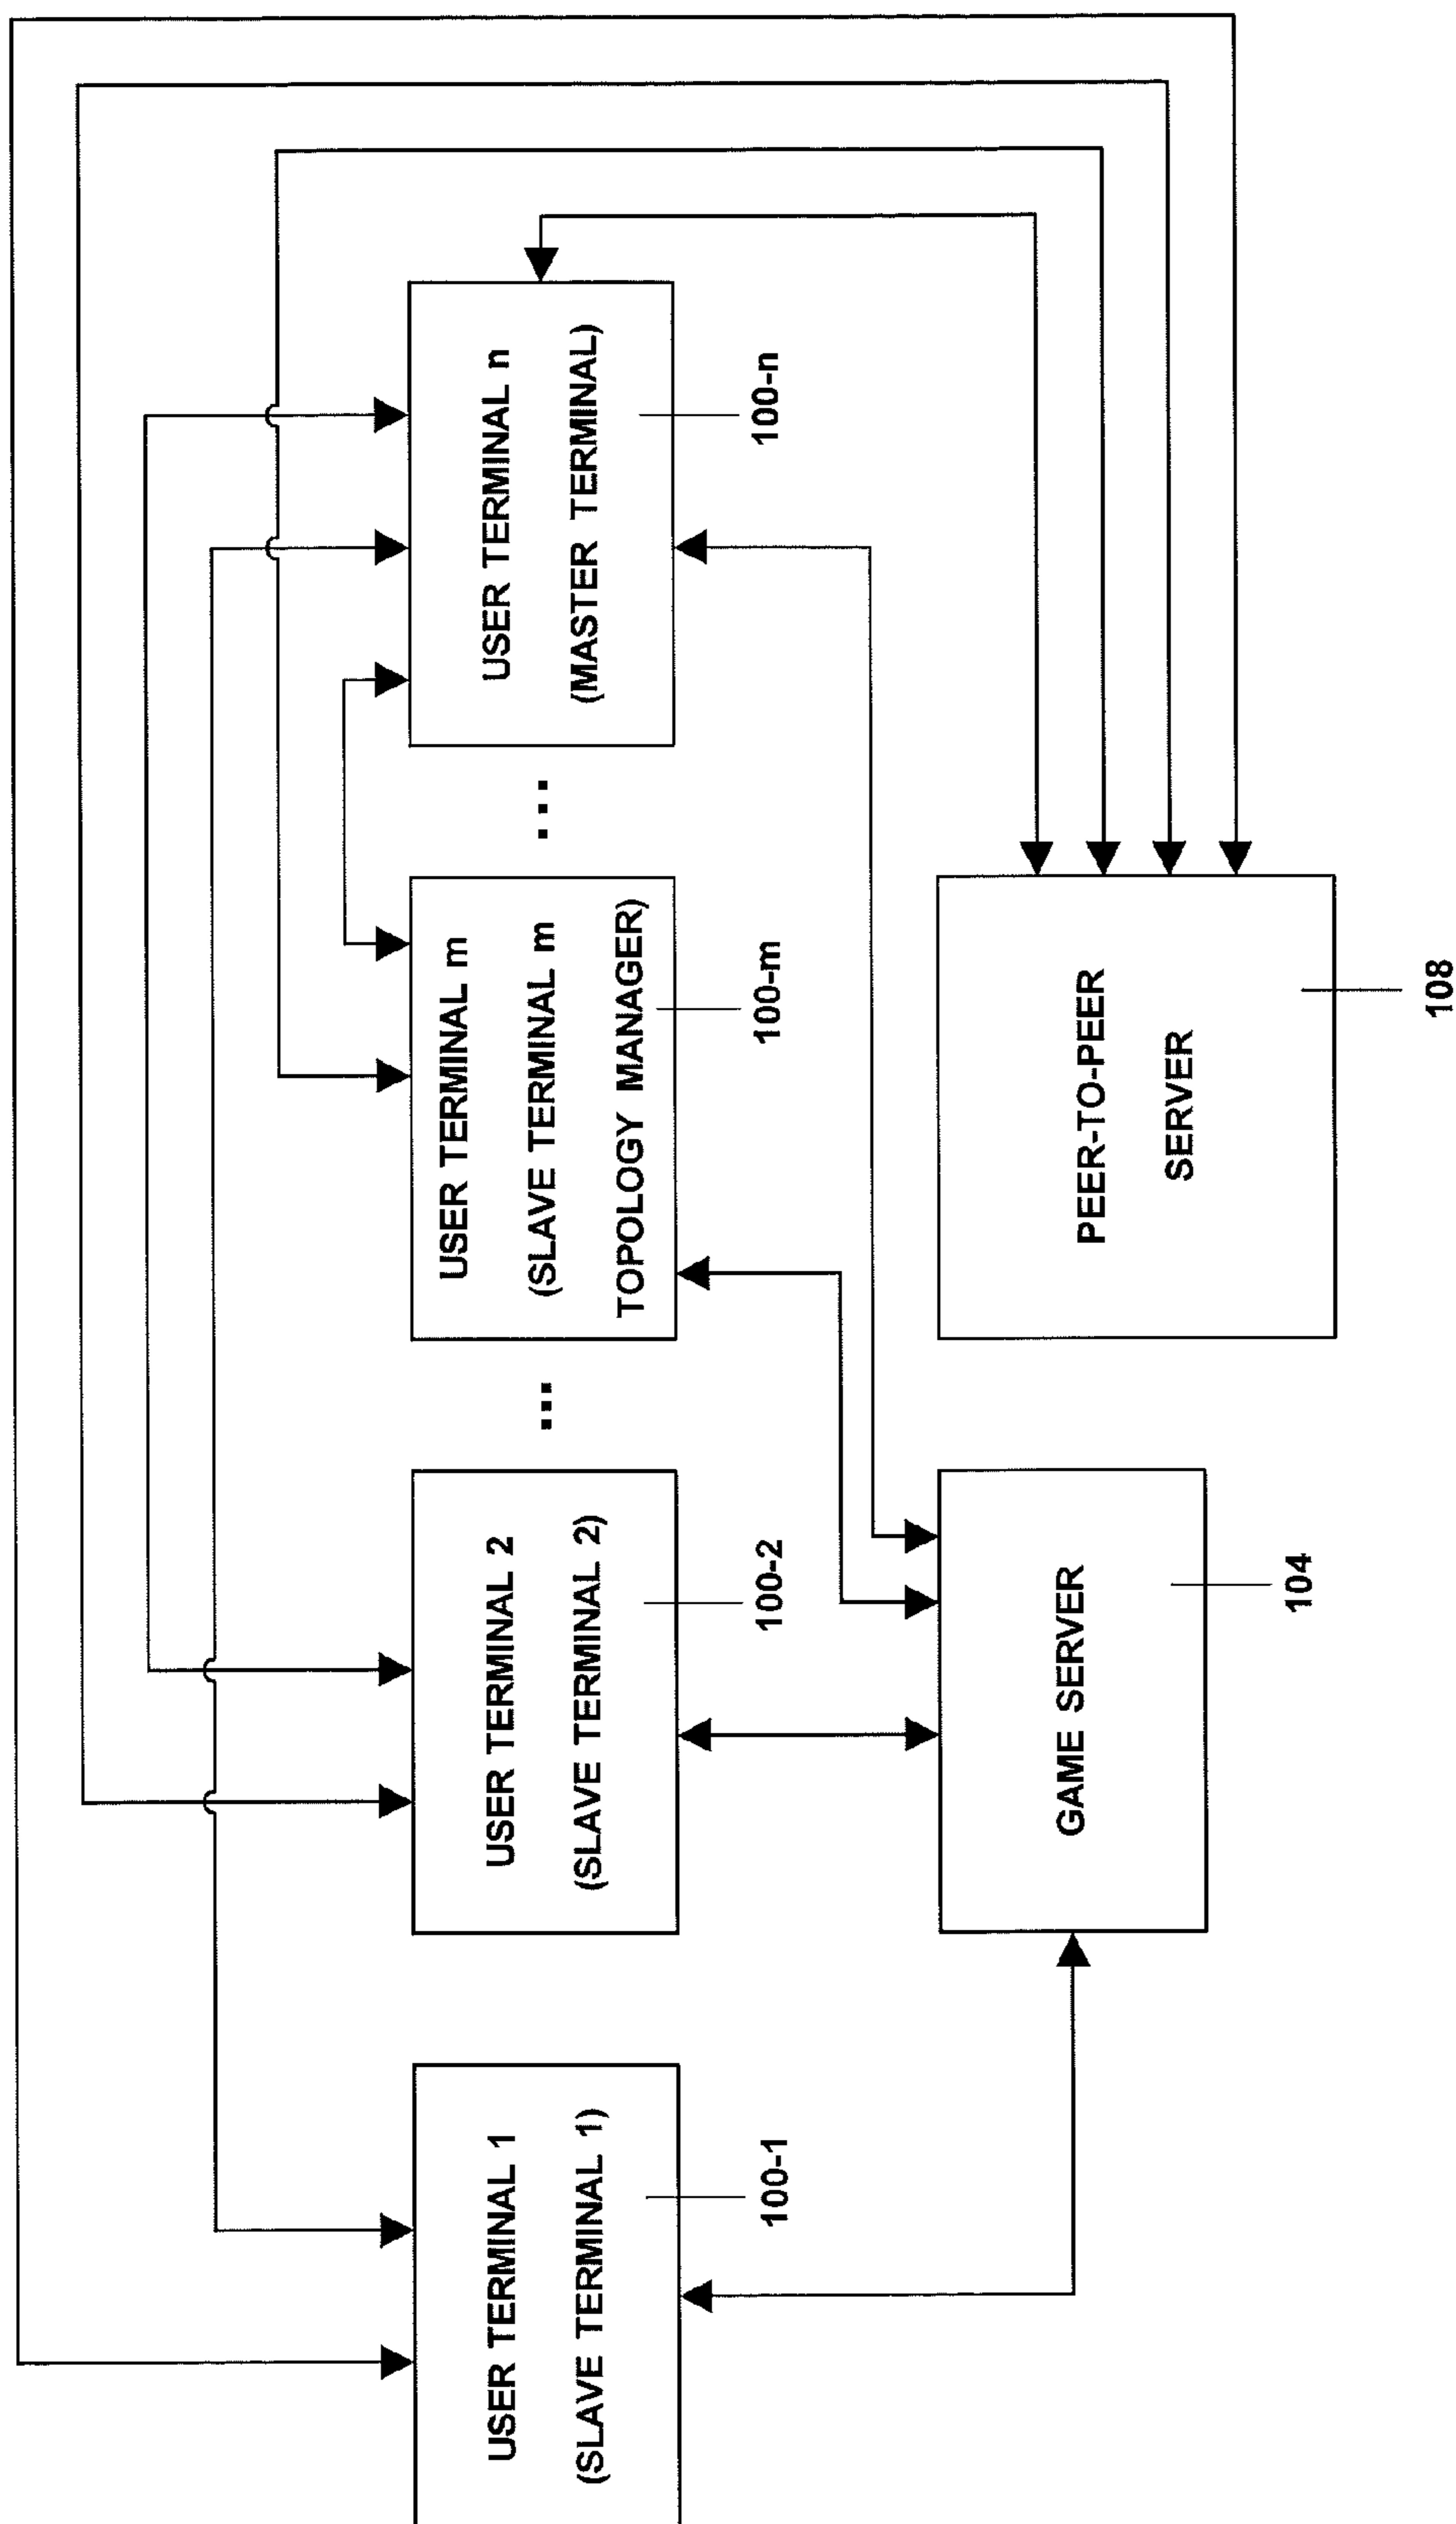 USER TERMINAL 1
(SLAVE TERMINAL 1)
100-1
USER TERMINAL 2
(SLAVE TERMINAL 2)
100-2
...
USER TERMINAL m
(SLAVE TERMINAL m
TOPOLOGY MANAGER)
100-m
...
USER TERMINAL n
(MASTER TERMINAL)
100-n
GAME SERVER
104
PEER-TO-PEER
SERVER
108